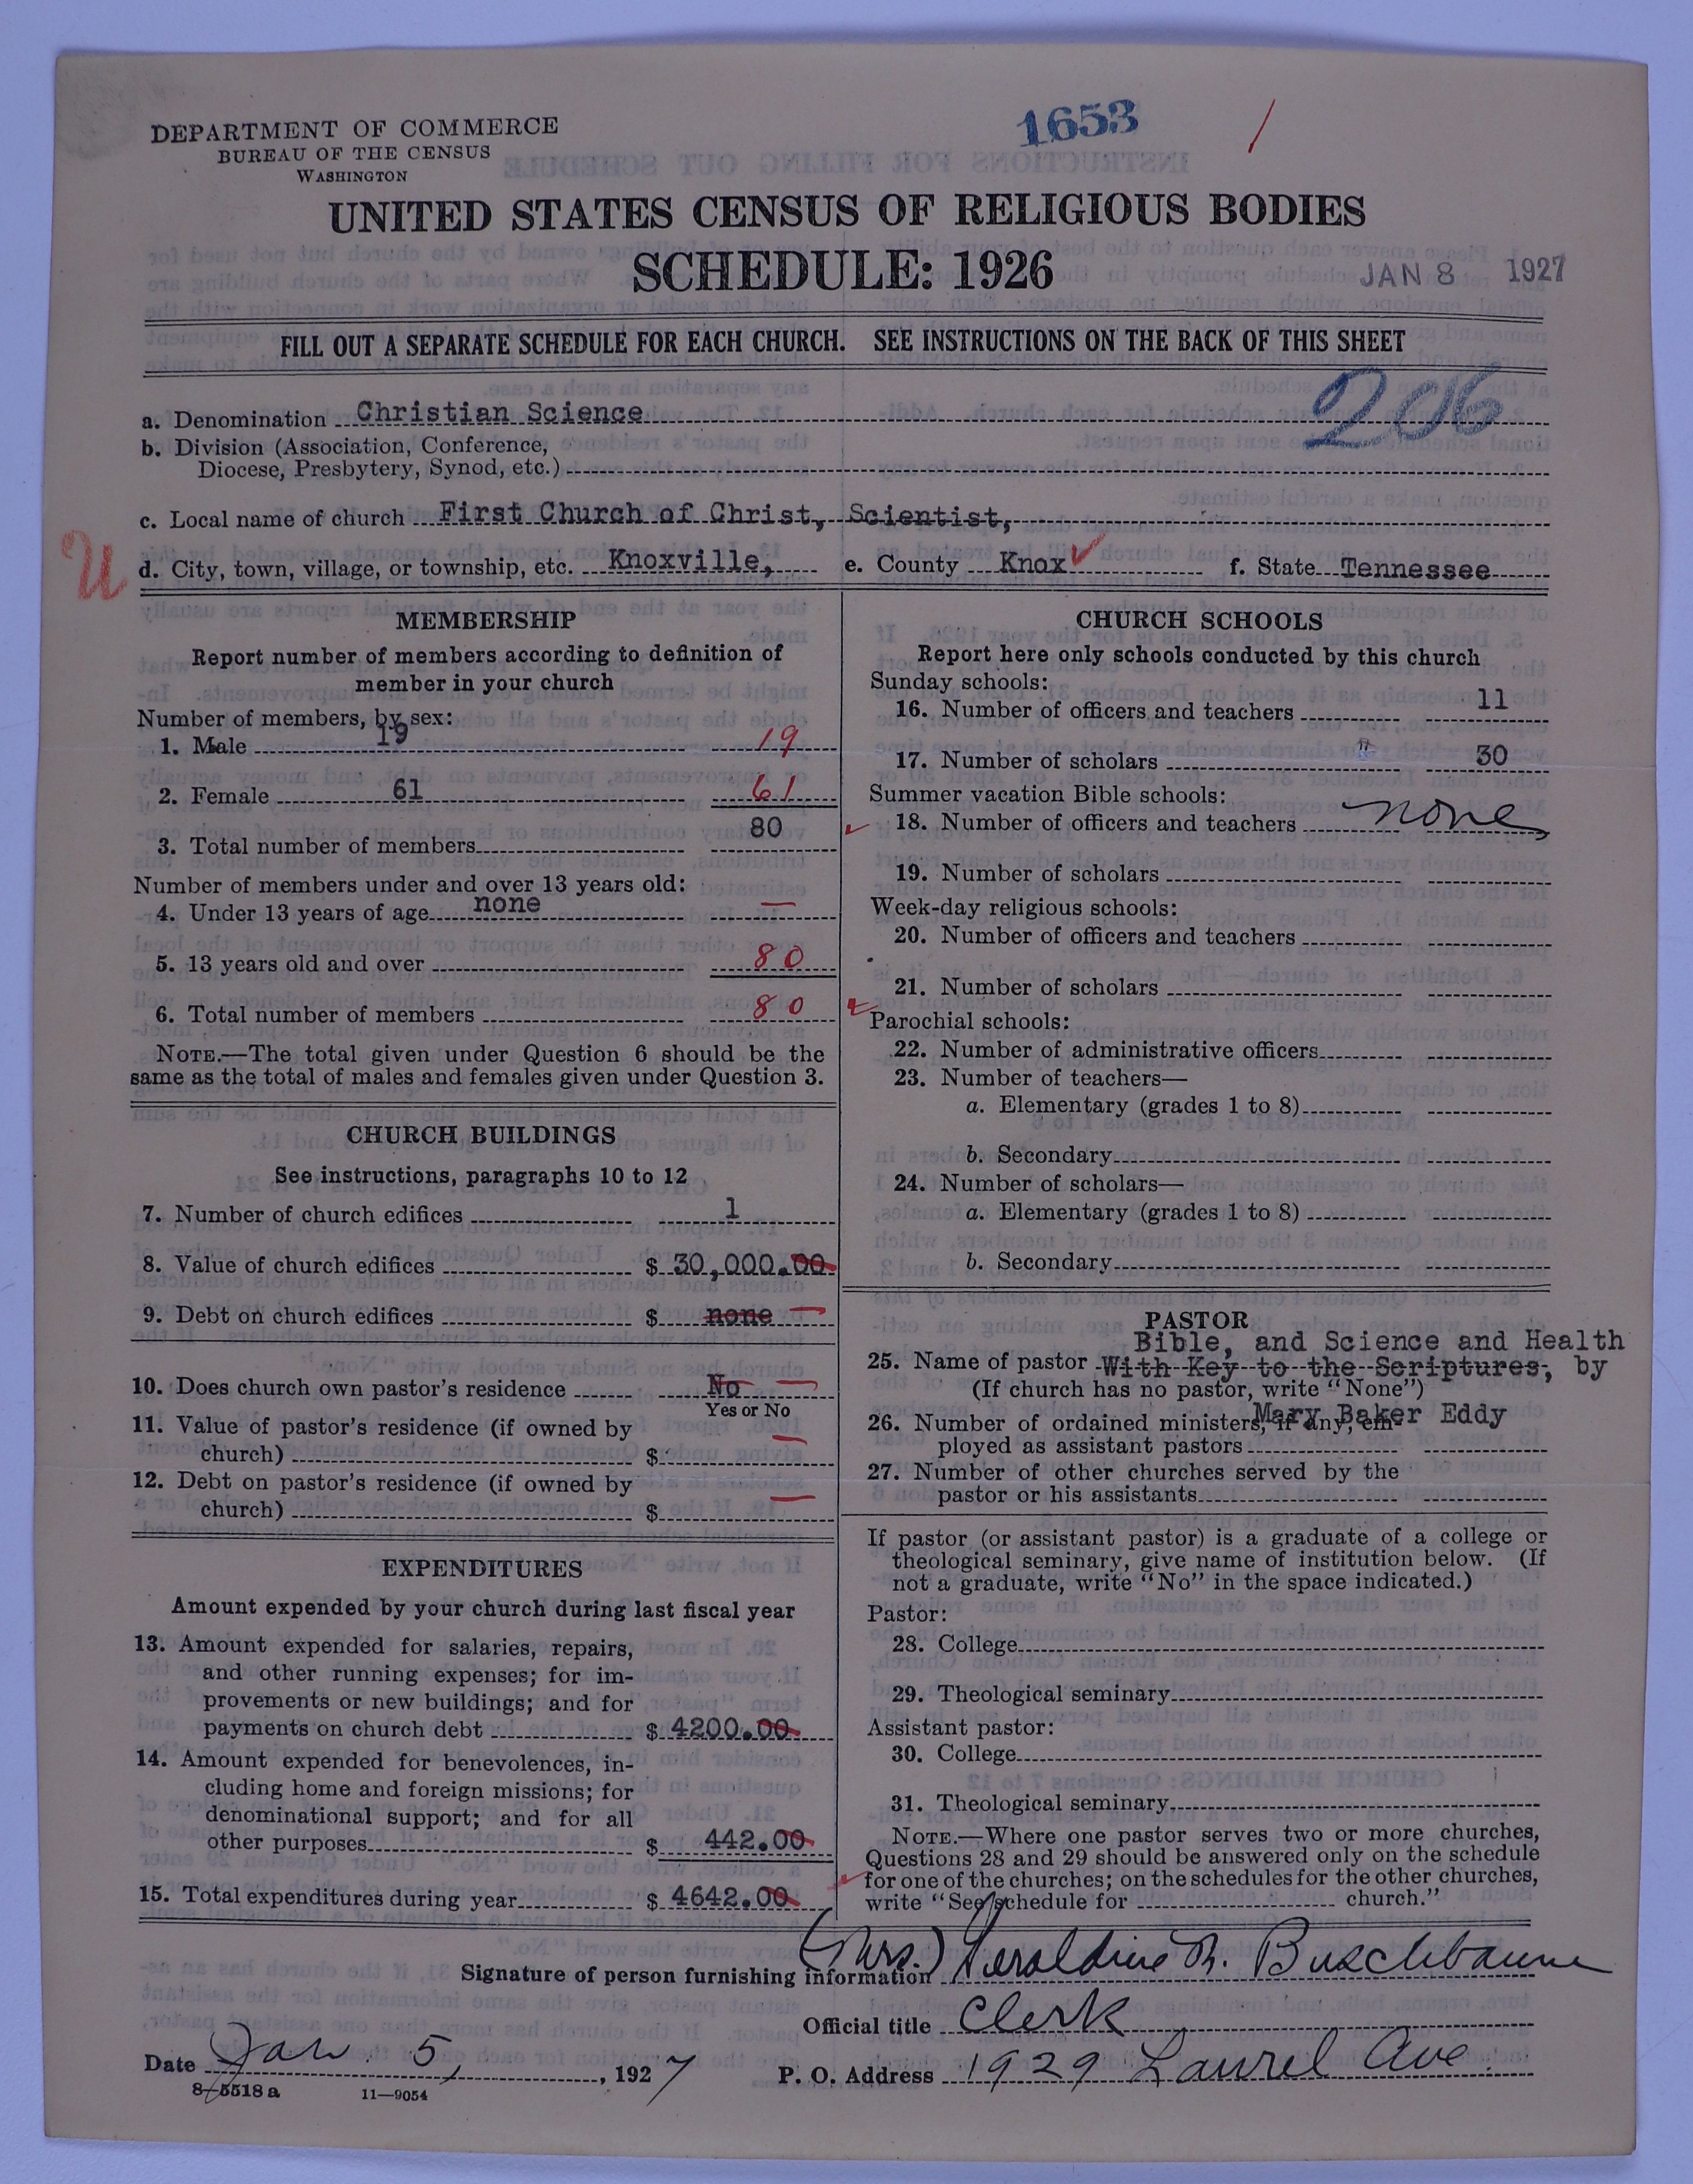 DEPARTMENT OF COMMERCE
BUREAU OF THE CENSUS
WASHINGTON
1653 /
UNITED STATES CENSUS OF RELIGIOUS BODIES
SCHEDULE: 1926
JAN 8 1927
FILL OUT A SEPARATE SCHEDULE FOR EACH CHURCH. SEE INSTRUCTIONS ON THE BACK OF THIS SHEET
206
a. Denomination Christian Science
b. Division (Association, Conference,
Diocese, Presbytery, Synod, etc.)
c. Local name of church First Church of Christ, Scientist,
U
d. City, town, village, or township, etc. Knoxville, e. County Knox ✓ f. State Tennessee
MEMBERSHIP
Report number of members according to definition of
member in your church
Number of members, by sex:
1. Male 19 19
2. Female 61 61
3. Total number of members 80
Number of members under and over 13 years old:
4. Under 13 years of age none —
5. 13 years old and over 80
6. Total number of members 80
NOTE.—The total given under Question 6 should be the
same as the total of males and females given under Question 3.
CHURCH BUILDINGS
See instructions, paragraphs 10 to 12
7. Number of church edifices 1
8. Value of church edifices $ 30,000.00
9. Debt on church edifices $ none —
10. Does church own pastor's residence No —
Yes or No
11. Value of pastor's residence (if owned by
church) $ —
12. Debt on pastor's residence (if owned by
church) $ —
EXPENDITURES
Amount expended by your church during last fiscal year
13. Amount expended for salaries, repairs,
and other running expenses; for im-
provements or new buildings; and for
payments on church debt $ 4200.00
14. Amount expended for benevolences, in-
cluding home and foreign missions; for
denominational support; and for all
other purposes $ 442.00
15. Total expenditures during year $ 4642.00
CHURCH SCHOOLS
Report here only schools conducted by this church
Sunday schools:
16. Number of officers and teachers 11
17. Number of scholars " 30
Summer vacation Bible schools:
18. Number of officers and teachers none
19. Number of scholars
Week-day religious schools:
20. Number of officers and teachers
21. Number of scholars
Parochial schools:
22. Number of administrative officers
23. Number of teachers—
a. Elementary (grades 1 to 8)
b. Secondary
24. Number of scholars—
a. Elementary (grades 1 to 8)
b. Secondary
PASTOR
Bible, and Science and Health
25. Name of pastor With Key to the Scriptures, by
(If church has no pastor, write "None")
Mary Baker Eddy
26. Number of ordained ministers, if any, em-
ployed as assistant pastors
27. Number of other churches served by the
pastor or his assistants
If pastor (or assistant pastor) is a graduate of a college or
theological seminary, give name of institution below. (If
not a graduate, write "No" in the space indicated.)
Pastor:
28. College
29. Theological seminary
Assistant pastor:
30. College
31. Theological seminary
NOTE.—Where one pastor serves two or more churches,
Questions 28 and 29 should be answered only on the schedule
for one of the churches; on the schedules for the other churches,
write "See schedule for church."
Signature of person furnishing information (Mrs.) Geraldine M. Buschbaum
Official title Clerk
Date Jan. 5, 1927 P. O. Address 1929 Laurel Ave.
8-5518 a 11—9054